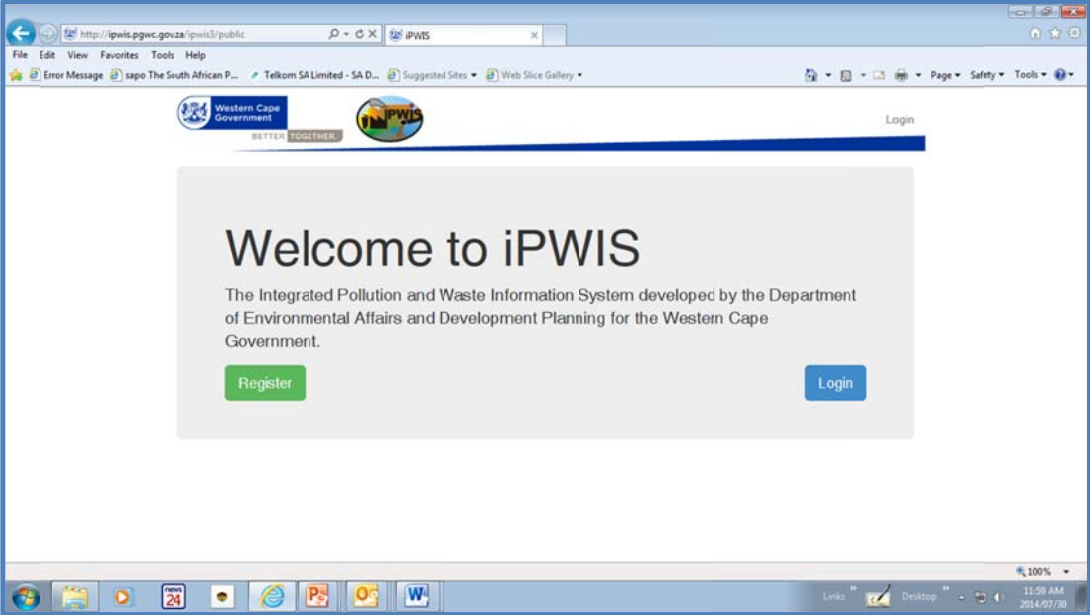 http://ipwis.pgwc.gov.za/ipwis3/public
iPWIS
File Edit View Favorites Tools Help
Error Message sapo The South African P... Telkom SA Limited - SA D... Suggested Sites Web Slice Gallery
Page Safety Tools
Western Cape
Government
BETTER TOGETHER.
IPWIS
Login
Welcome to iPWIS
The Integrated Pollution and Waste Information System developed by the Department
of Environmental Affairs and Development Planning for the Western Cape
Government.
Register
Login
100%
news
24
Links
Desktop
11:59 AM
2014/07/30